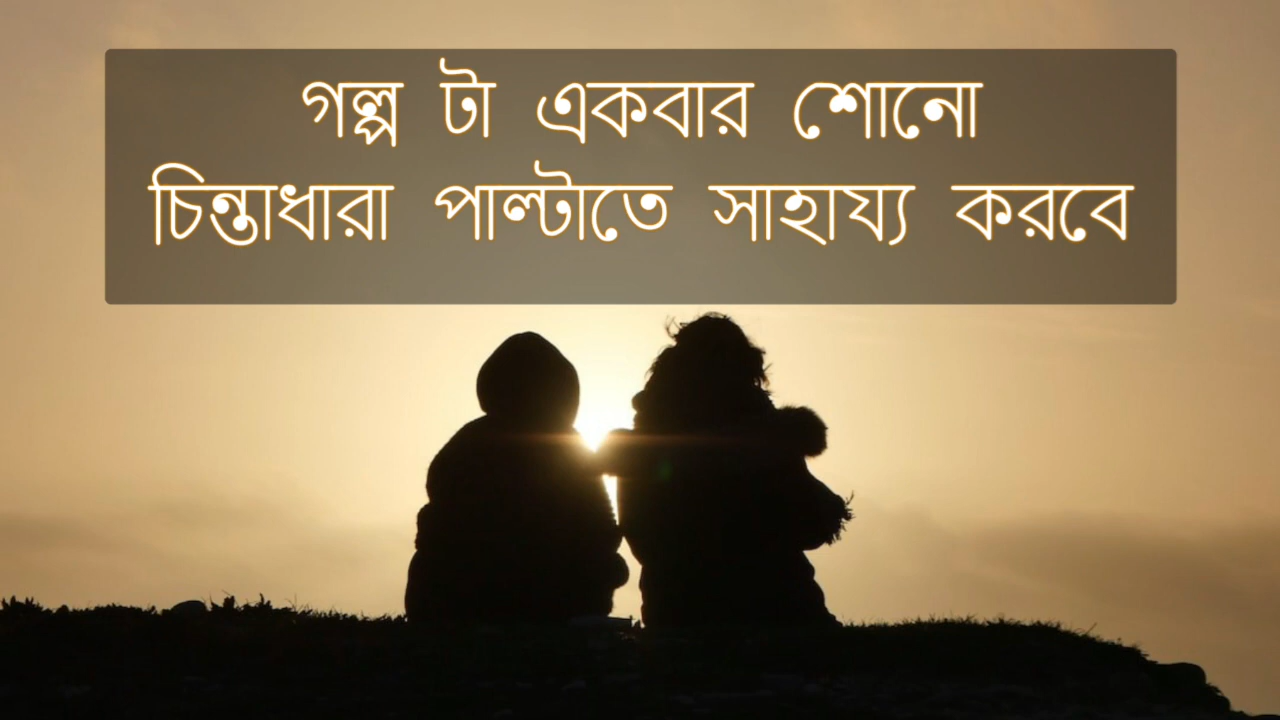 গল্প টা একবার শোনো
চিন্তাধারা পাল্টাতে সাহায্য করবে